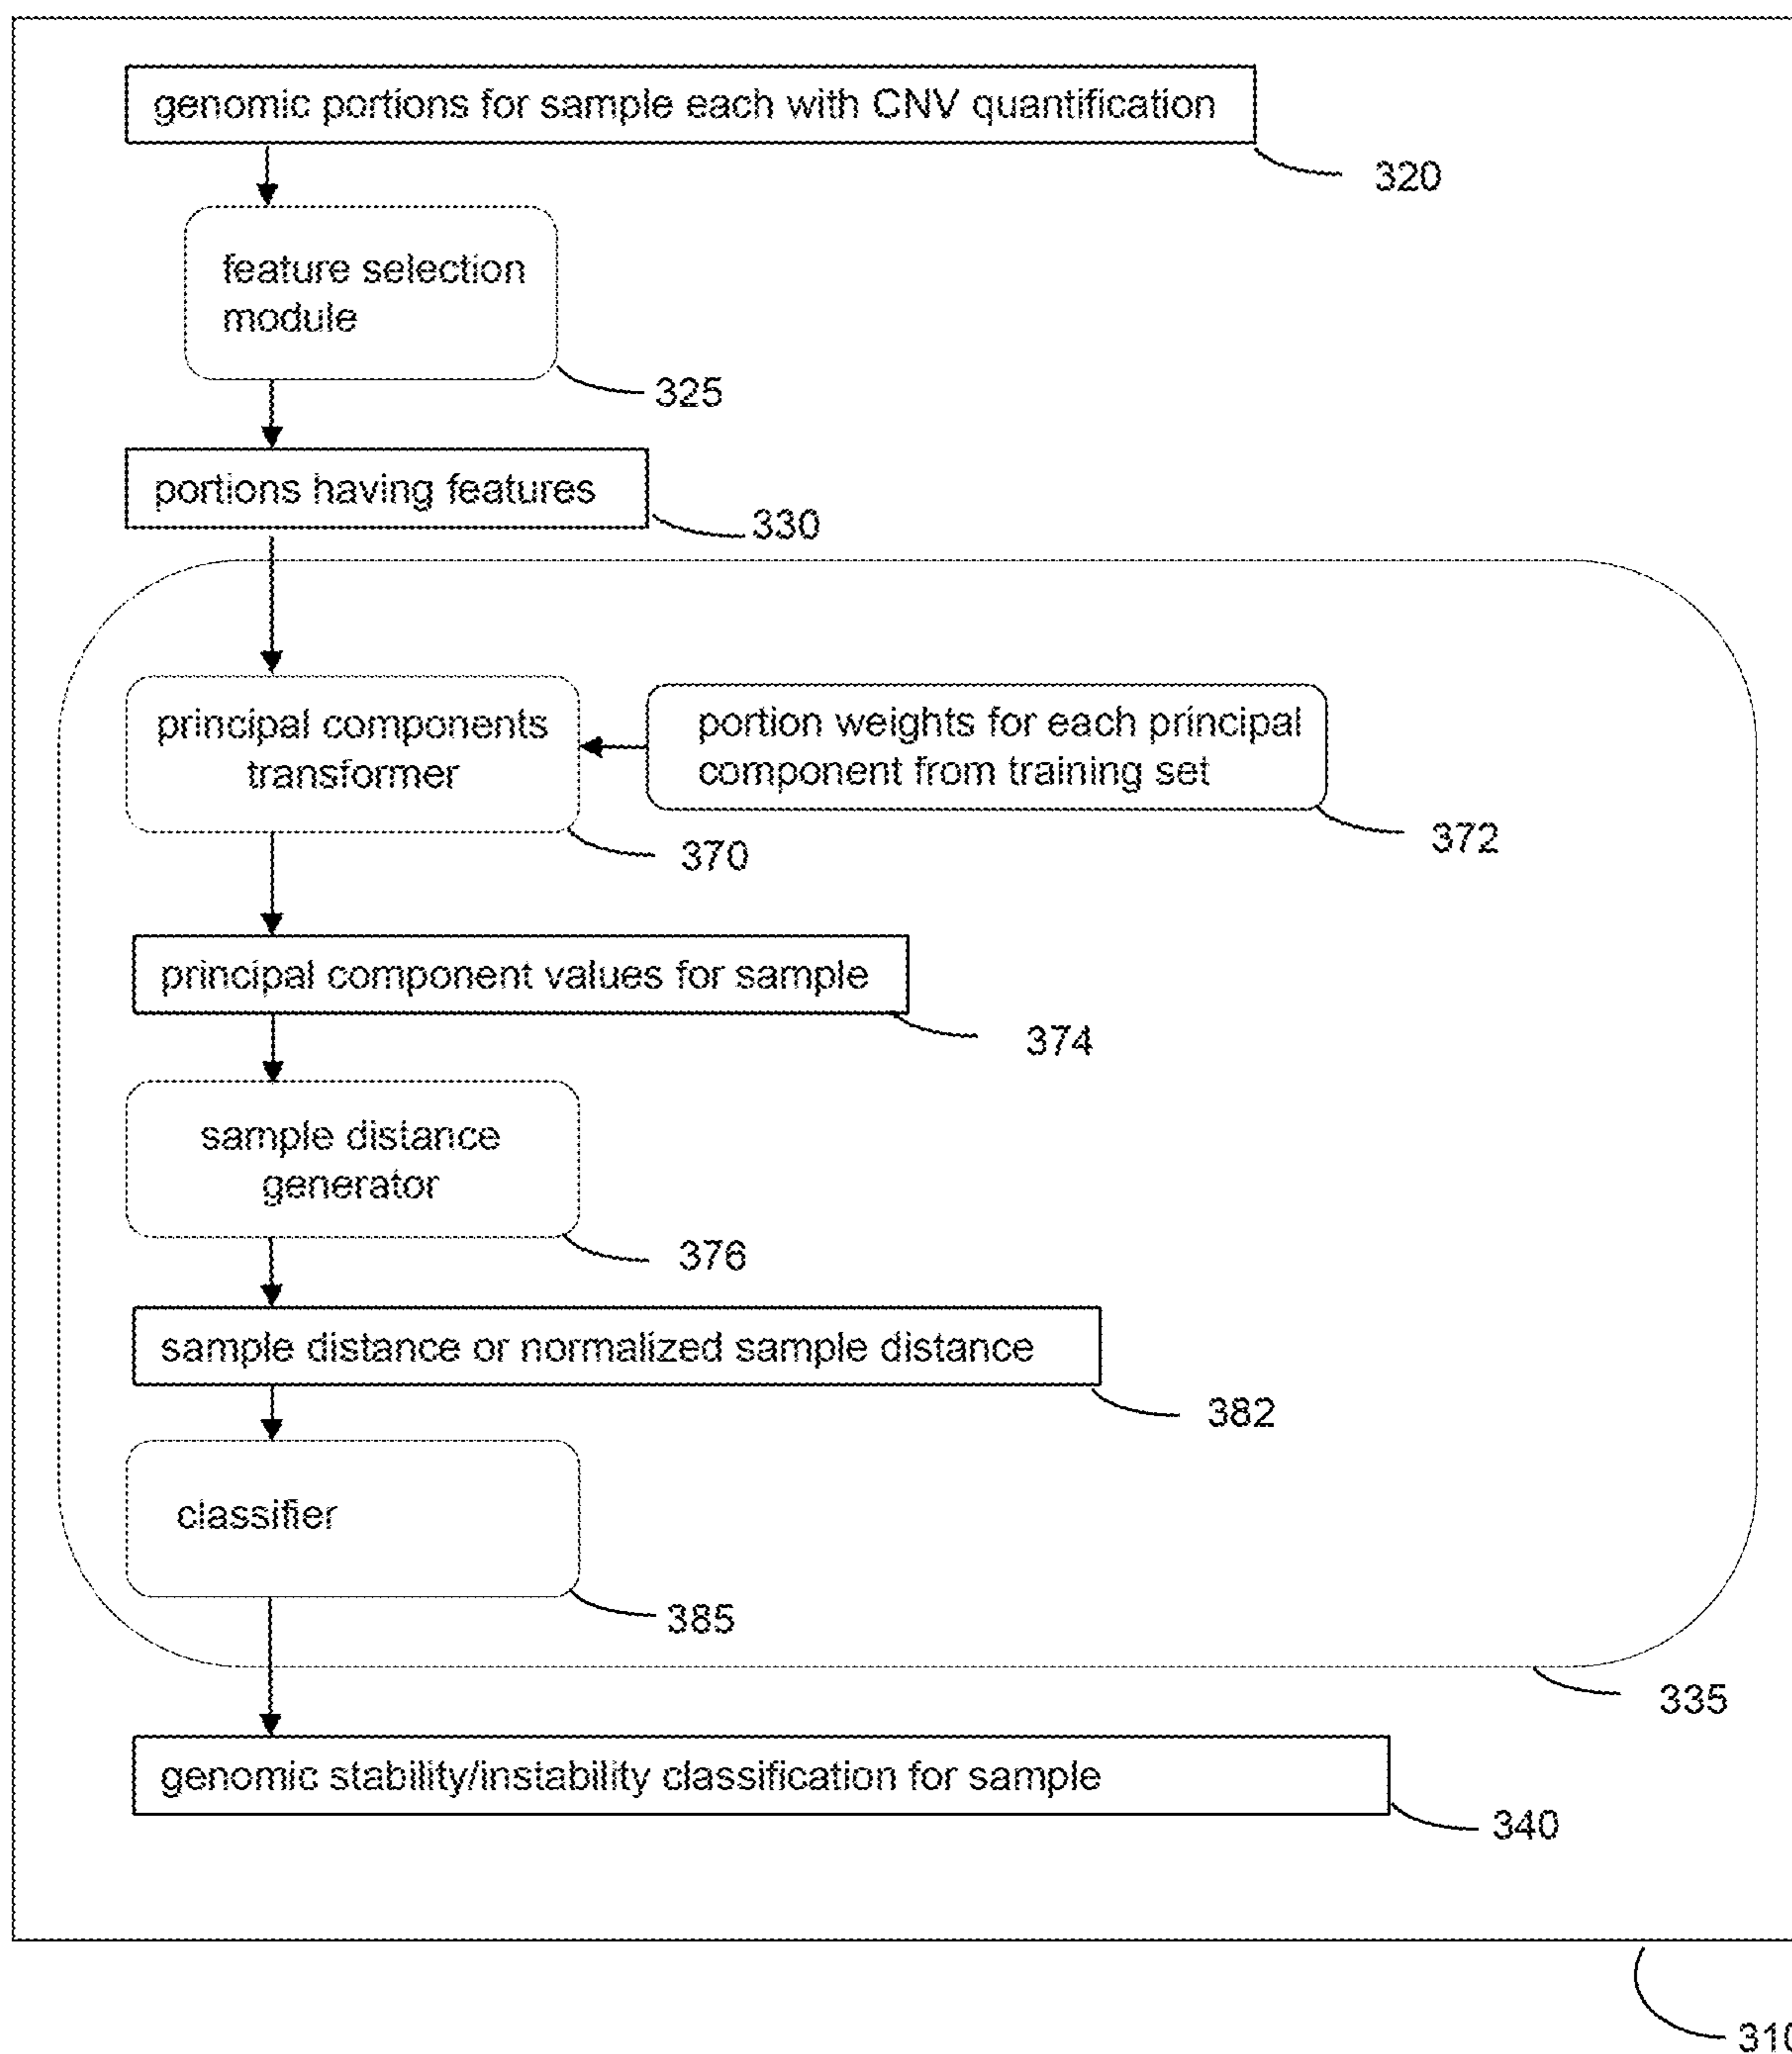 genomic portions for sample each with CNV quantification
320
feature selection
module
325
portions having features
330
principal components
transformer
370
portion weights for each principal
component from training set
372
principal component values for sample
374
sample distance
generator
376
sample distance or normalized sample distance
382
classifier
385
335
genomic stability/instability classification for sample
340
310